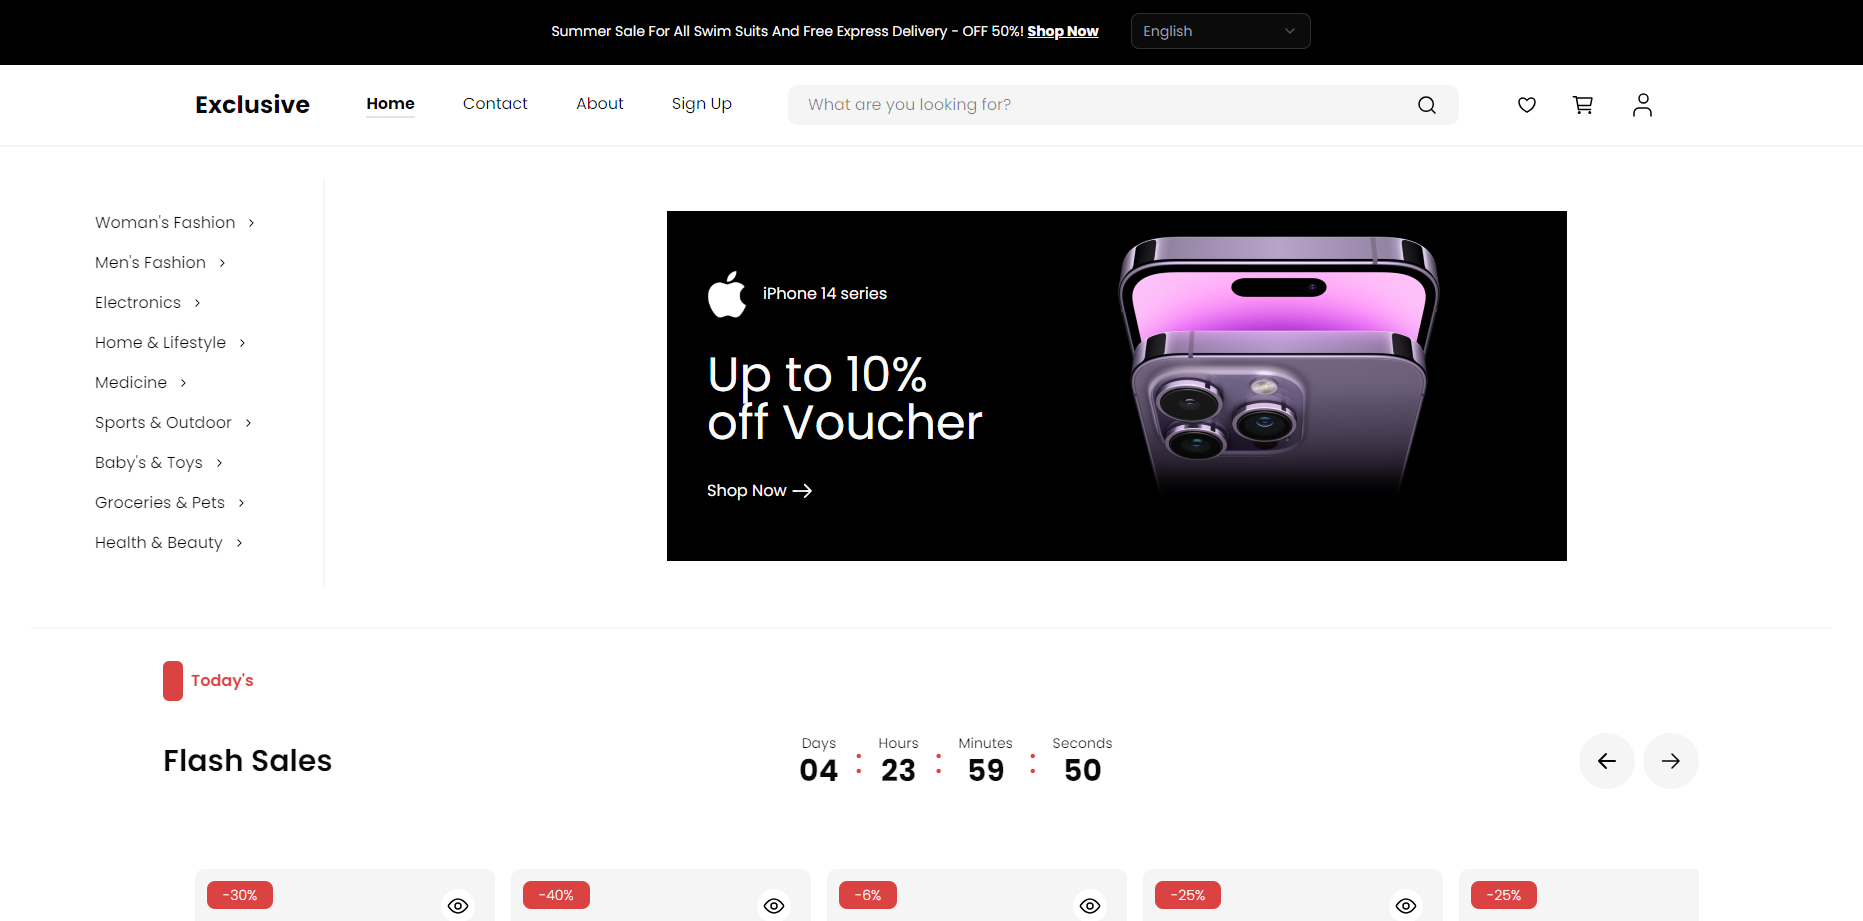 Summer Sale For All Swim Suits And Free Express Delivery - OFF 50%! Shop Now
English
Exclusive
Home
Contact
About
Sign Up
What are you looking for?
Woman's Fashion
Men's Fashion
Electronics
Home & Lifestyle
Medicine
Sports & Outdoor
Baby's & Toys
Groceries & Pets
Health & Beauty
iPhone 14 series
Up to 10%
off Voucher
Shop Now
Today's
Flash Sales
Days
Hours
Minutes
Seconds
04 : 23 : 59 : 50
-30%
-40%
-6%
-25%
-25%